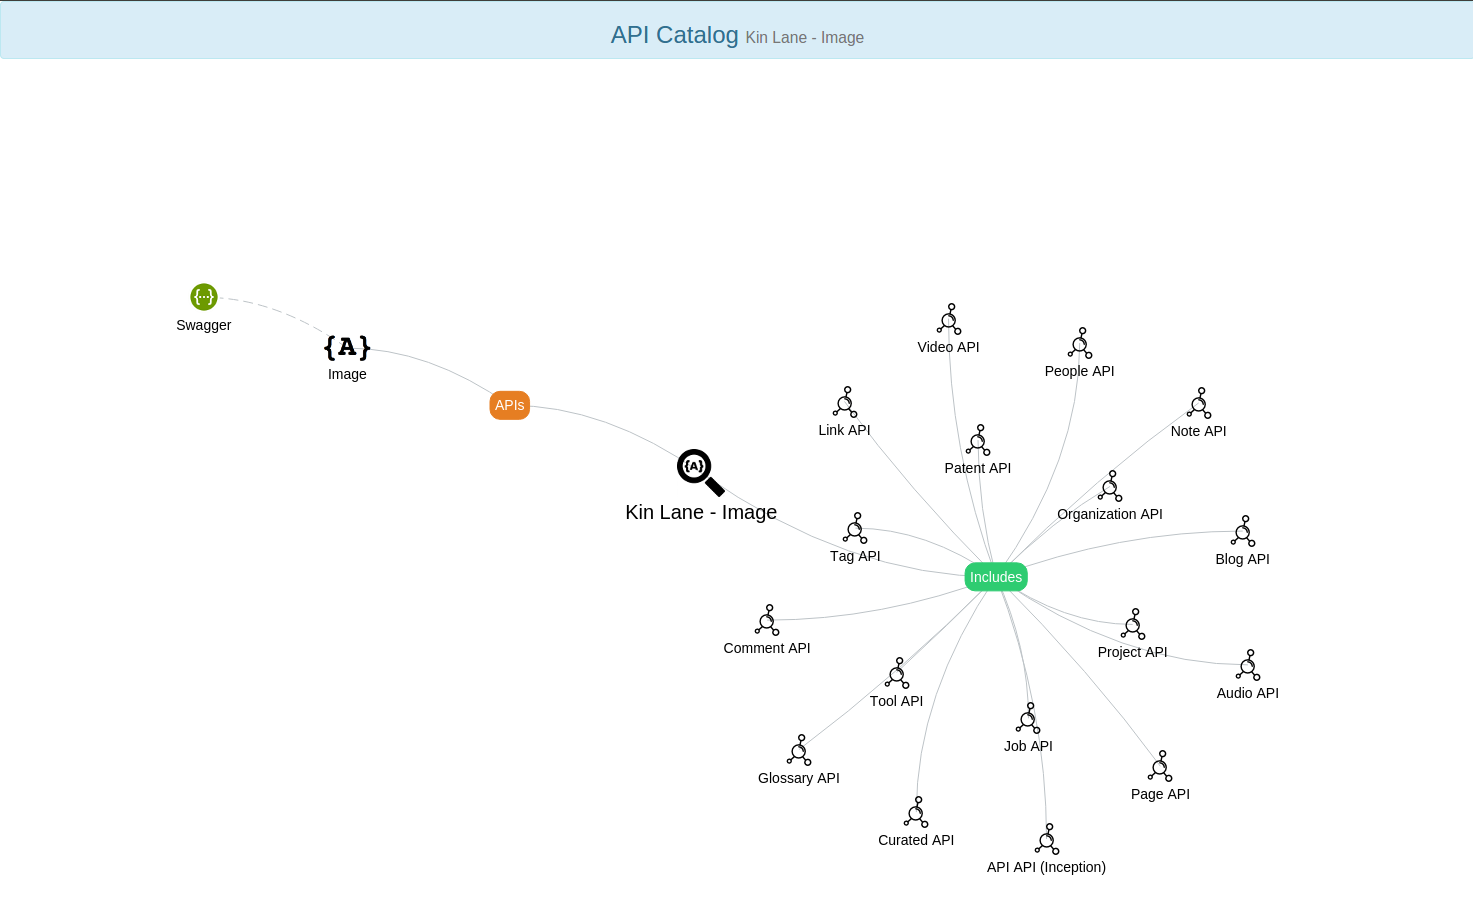 API Catalog Kin Lane - Image
Swagger
{A}
Image
APIs
{A}
Kin Lane - Image
Video API
People API
Link API
Note API
Patent API
Organization API
Tag API
Blog API
Includes
Comment API
Project API
Audio API
Tool API
Job API
Glossary API
Page API
Curated API
API API (Inception)